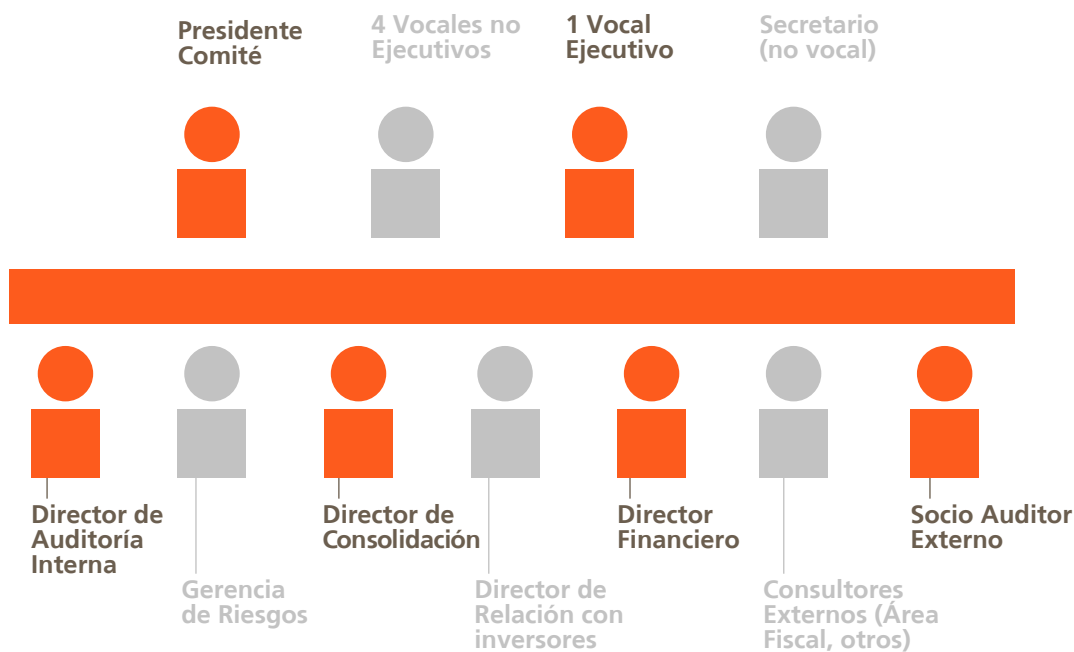 Presidente
Comité
4 Vocales no
Ejecutivos
1 Vocal
Ejecutivo
Secretario
(no vocal)
Director de
Auditoría
Interna
Gerencia
de Riesgos
Director de
Consolidación
Director de
Relación con
inversores
Director
Financiero
Consultores
Externos (Área
Fiscal, otros)
Socio Auditor
Externo